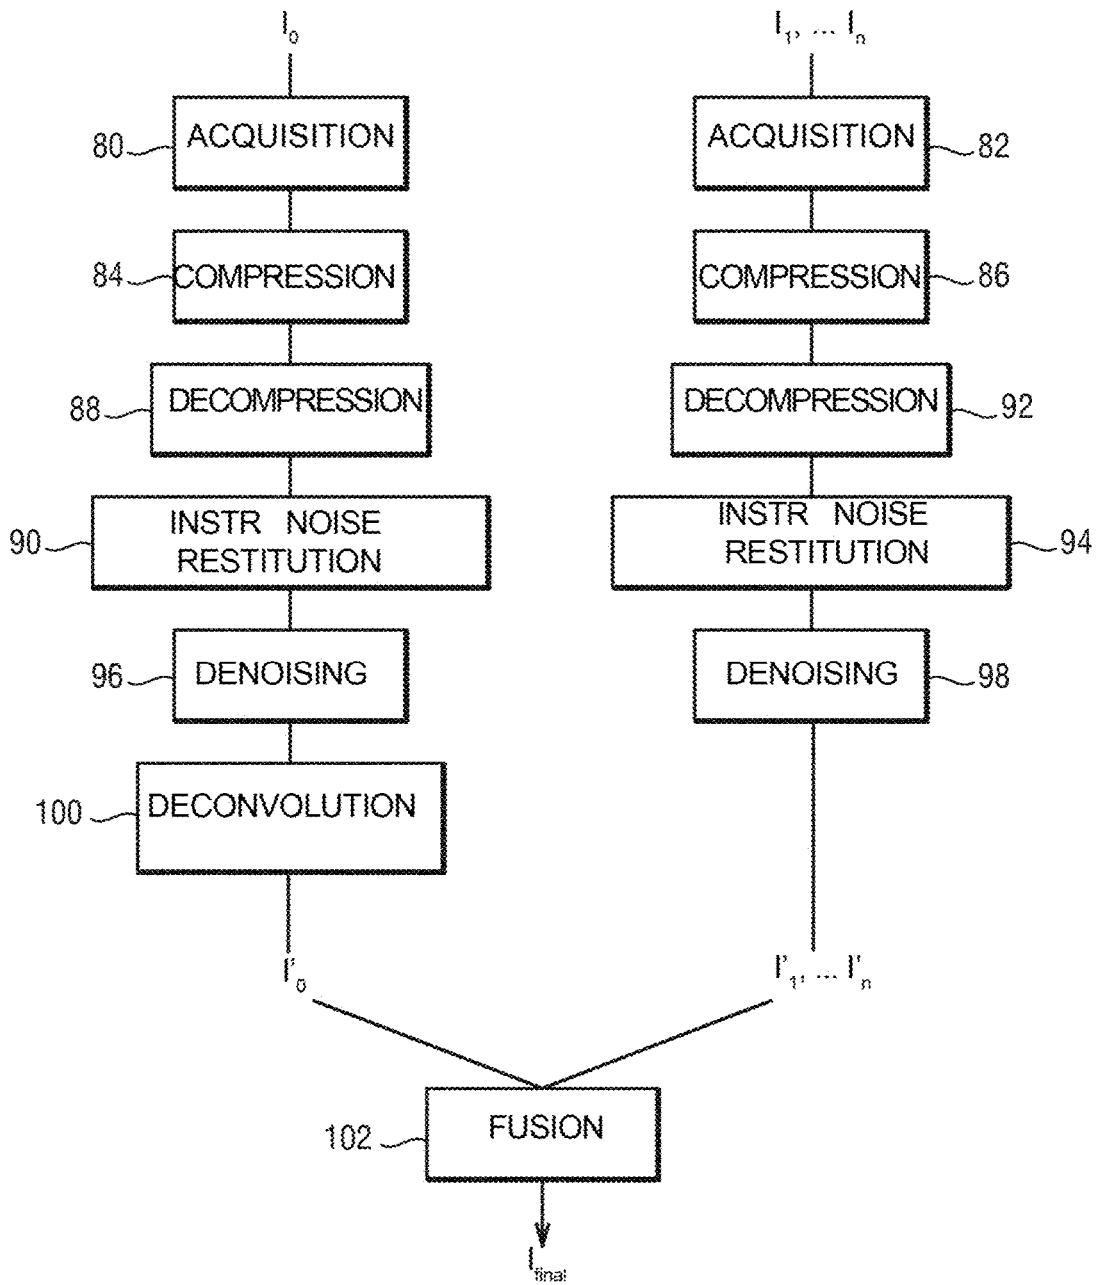 I₀
I₁, ... Iₙ
ACQUISITION
80
ACQUISITION
82
COMPRESSION
84
COMPRESSION
86
DECOMPRESSION
88
DECOMPRESSION
92
INSTR NOISE
RESTITUTION
90
INSTR NOISE
RESTITUTION
94
DENOISING
96
DENOISING
98
DECONVOLUTION
100
I'₀
I'₁, ... I'ₙ
FUSION
102
I_final